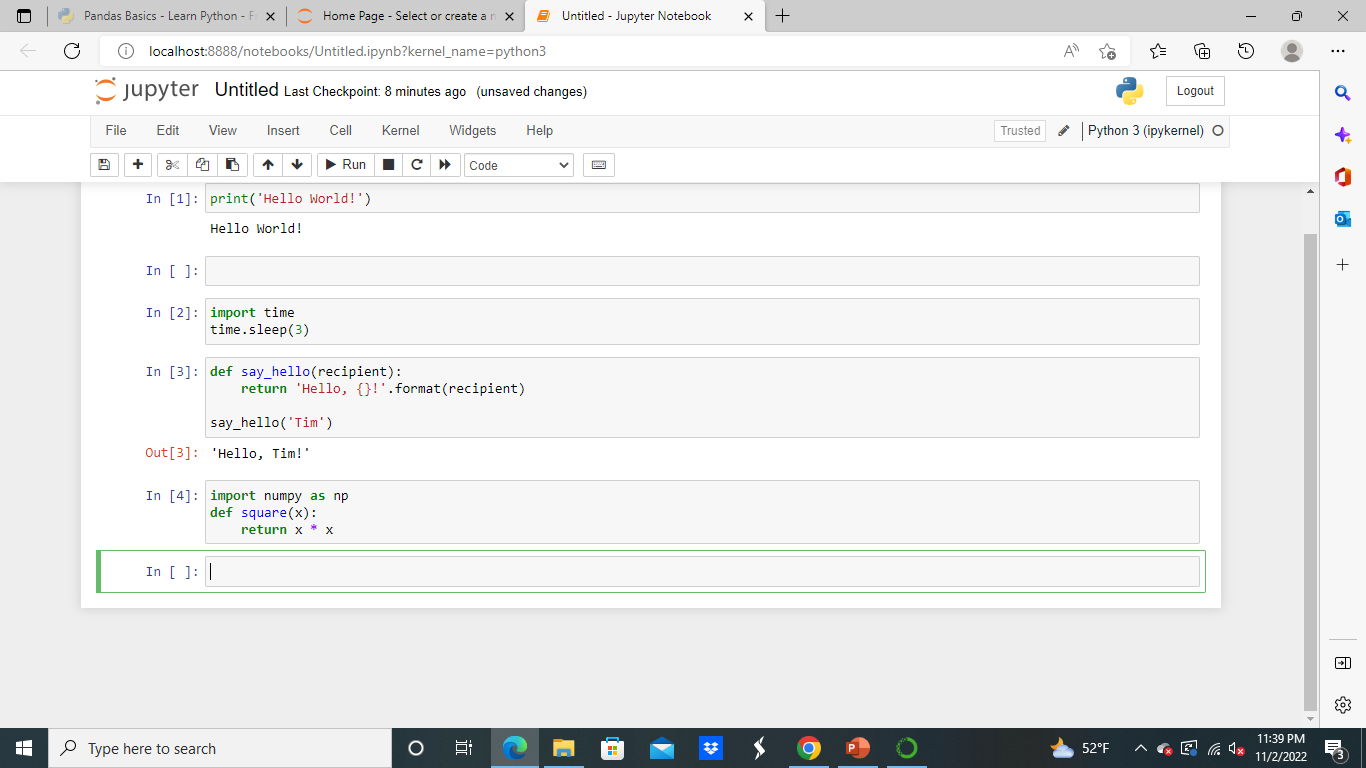 Pandas Basics - Learn Python - F
Home Page - Select or create a n
Untitled - Jupyter Notebook
localhost:8888/notebooks/Untitled.ipynb?kernel_name=python3
jupyter Untitled Last Checkpoint: 8 minutes ago (unsaved changes)
Logout
File Edit View Insert Cell Kernel Widgets Help
Trusted
Python 3 (ipykernel)
Run
Code
In [1]: print('Hello World!')
Hello World!
In [ ]:
In [2]: import time
time.sleep(3)
In [3]: def say_hello(recipient):
return 'Hello, {}!'.format(recipient)
say_hello('Tim')
Out[3]: 'Hello, Tim!'
In [4]: import numpy as np
def square(x):
return x * x
In [ ]:
Type here to search
52°F
11:39 PM
11/2/2022
3